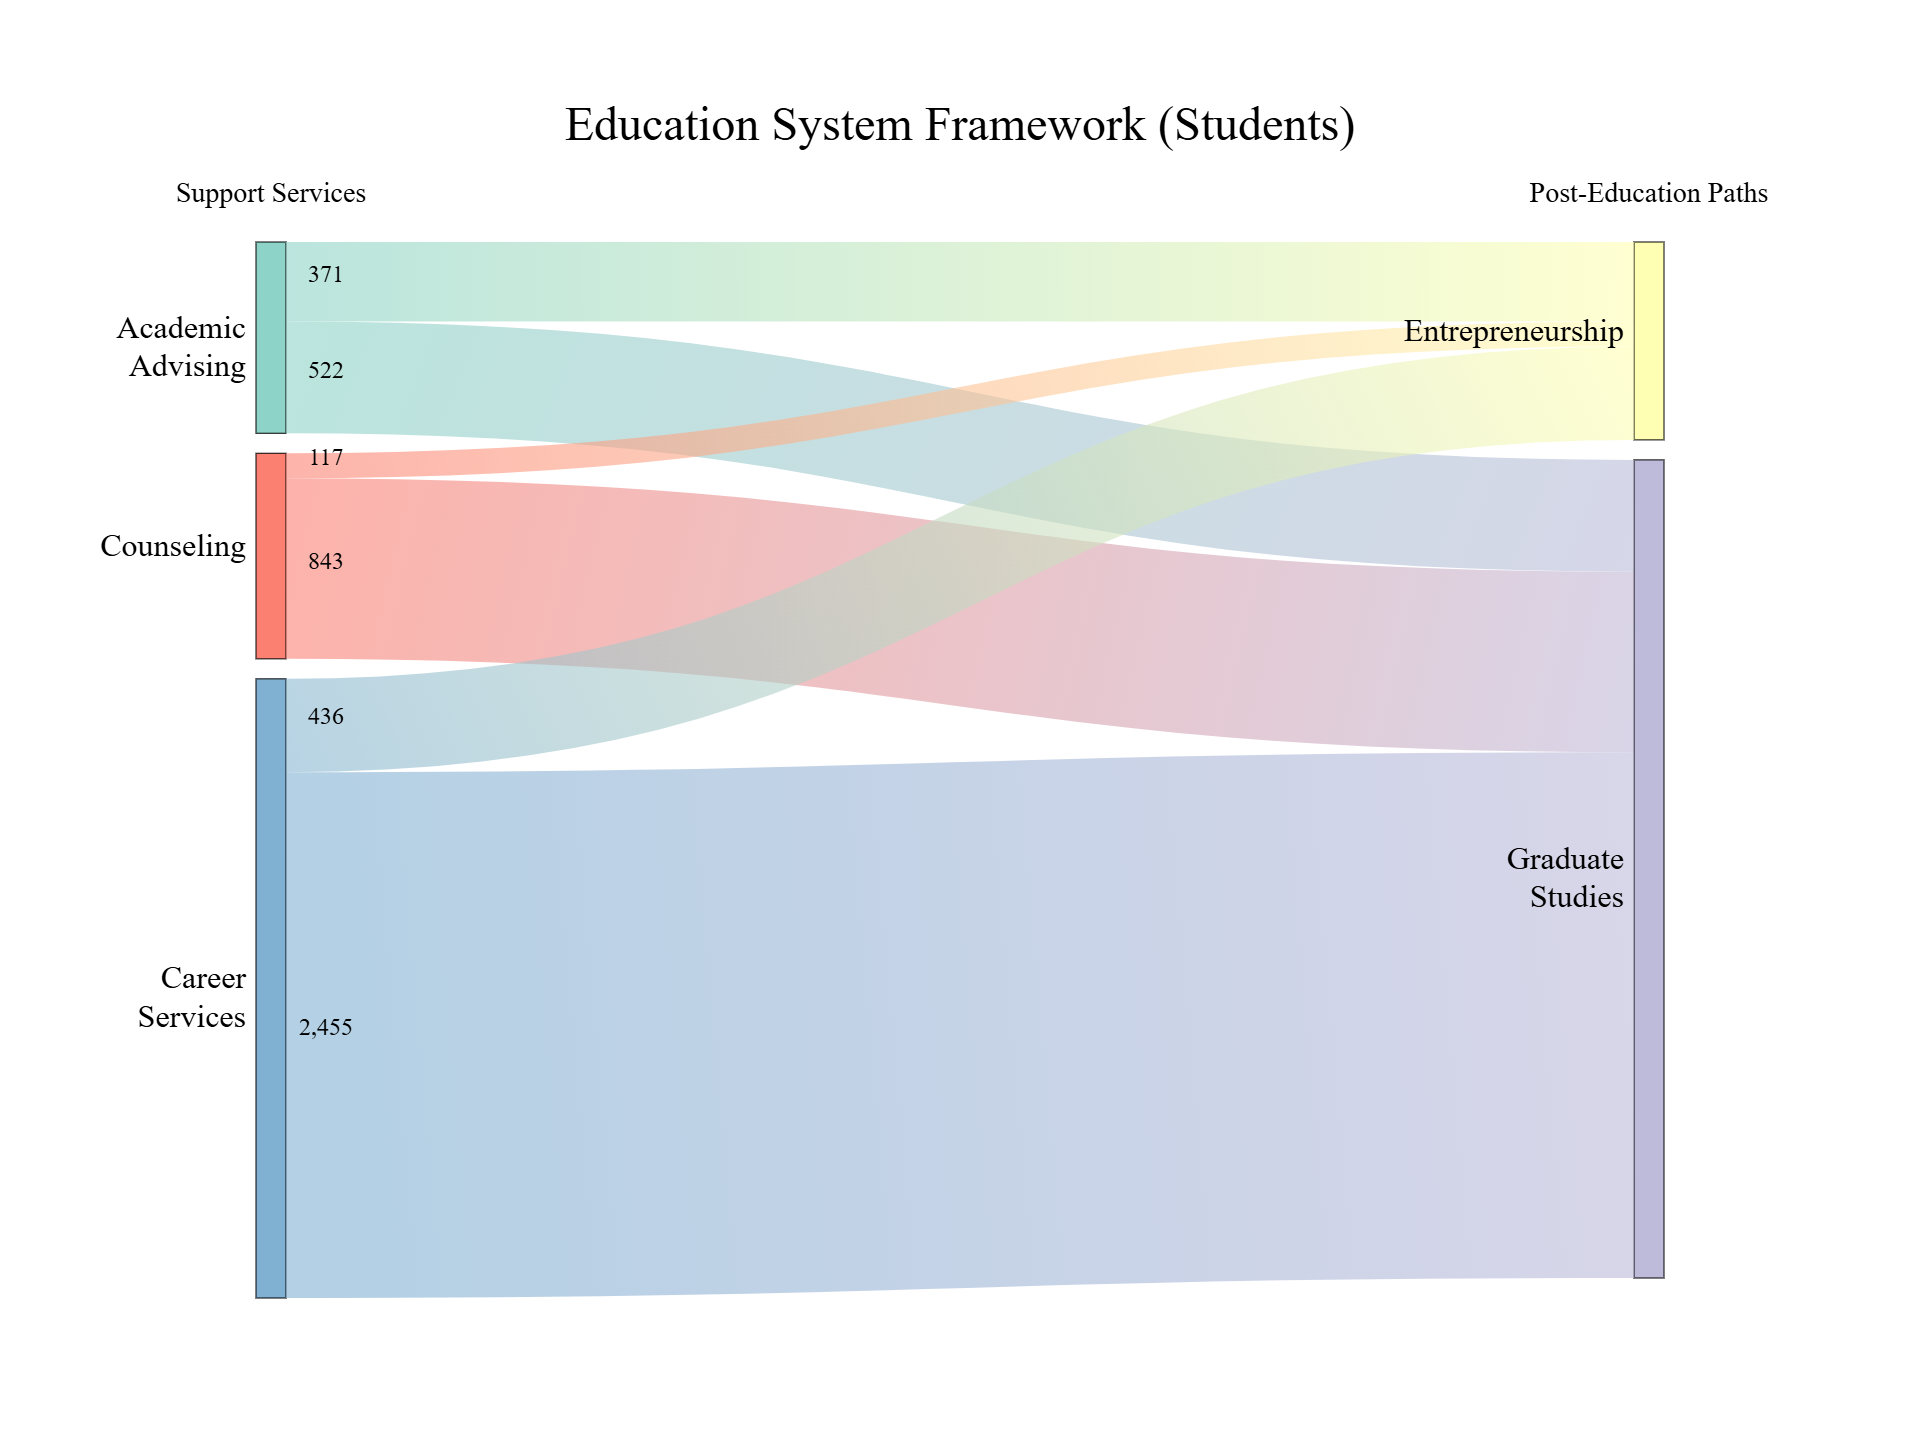 Education System Framework (Students)
Support Services
Post-Education Paths
371
Academic
Advising
522
Entrepreneurship
117
Counseling
843
436
Graduate
Studies
Career
Services
2,455